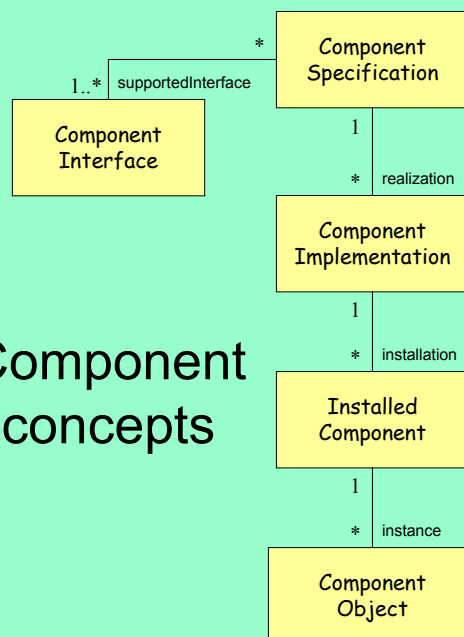 Component
Specification
*
1..*
supportedInterface
Component
Interface
1
*
realization
Component
Implementation
1
*
installation
Component
concepts
Installed
Component
1
*
instance
Component
Object